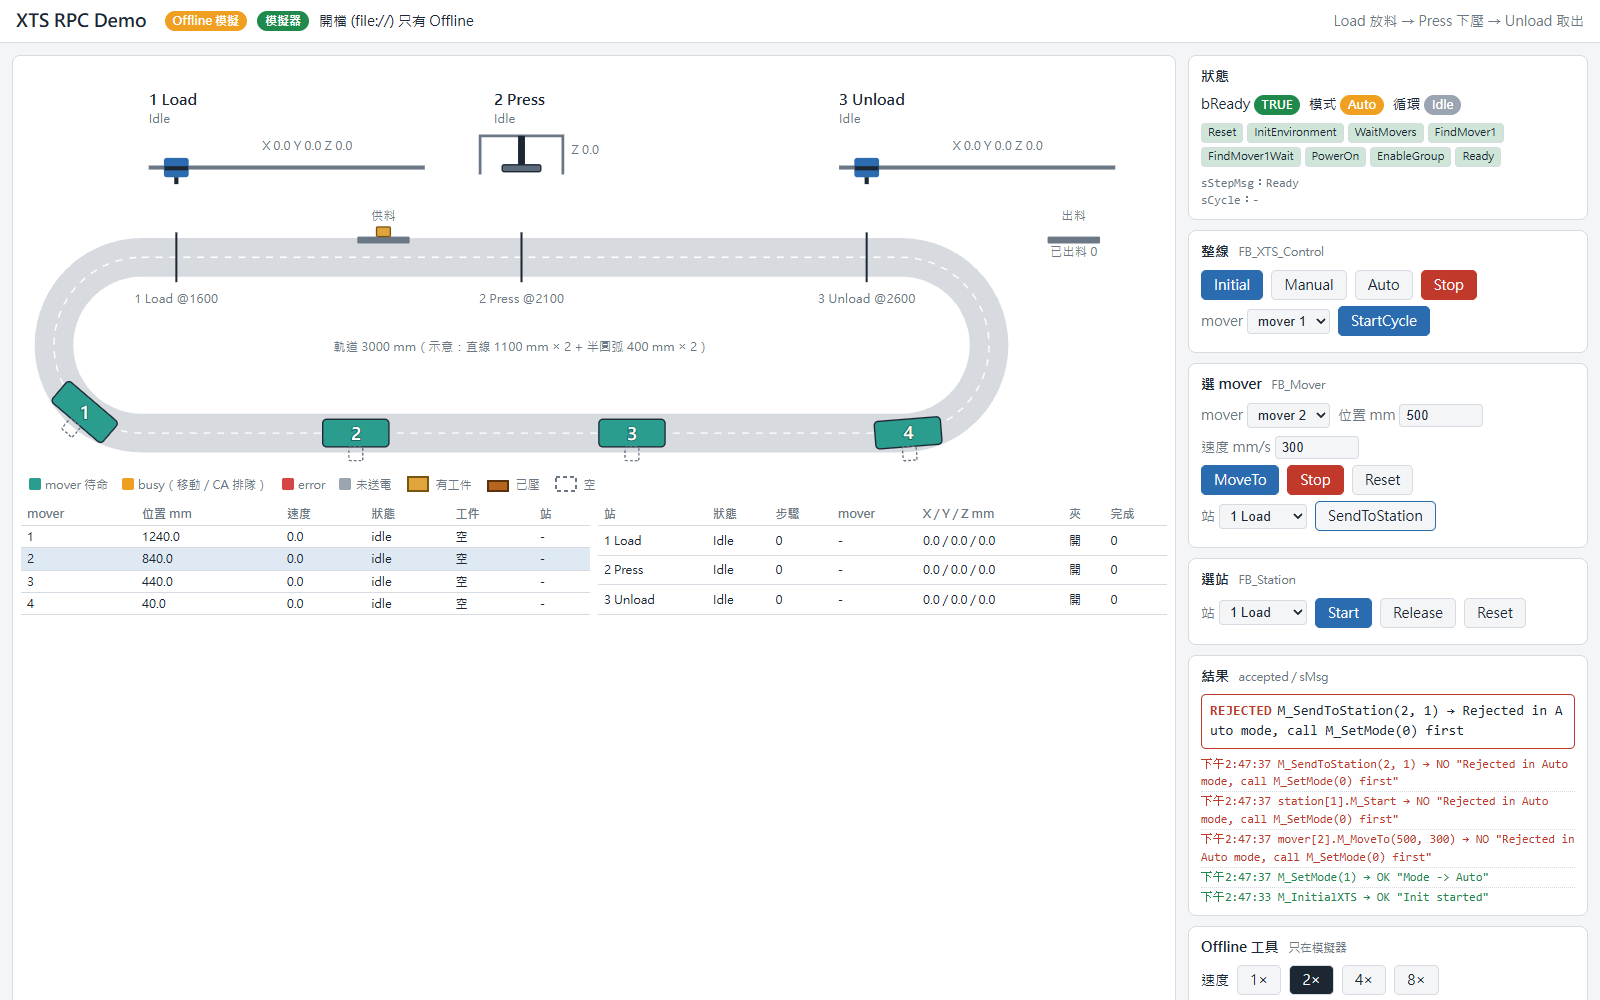 XTS RPC Demo Offline 模擬 模擬器 開檔 (file://) 只有 Offline
Load 放料 → Press 下壓 → Unload 取出
1 Load
Idle
X 0.0 Y 0.0 Z 0.0
2 Press
Idle
Z 0.0
3 Unload
Idle
X 0.0 Y 0.0 Z 0.0
供料
出料
已出料 0
1 Load @1600
2 Press @2100
3 Unload @2600
軌道 3000 mm ( 示意 : 直線 1100 mm × 2 + 半圓弧 400 mm × 2 )
1
2
3
4
mover 待命 busy ( 移動 / CA 排隊 ) error 未送電 有工件 已壓 空
mover 位置 mm 速度 狀態 工件 站
1 1240.0 0.0 idle 空 -
2 840.0 0.0 idle 空 -
3 440.0 0.0 idle 空 -
4 40.0 0.0 idle 空 -
站 狀態 步驟 mover X / Y / Z mm 夾 完成
1 Load Idle 0 - 0.0 / 0.0 / 0.0 開 0
2 Press Idle 0 - 0.0 / 0.0 / 0.0 開 0
3 Unload Idle 0 - 0.0 / 0.0 / 0.0 開 0
狀態
bReady TRUE 模式 Auto 循環 Idle
Reset InitEnvironment WaitMovers FindMover1
FindMover1Wait PowerOn EnableGroup Ready
sStepMsg：Ready
sCycle：-
整線 FB_XTS_Control
Initial Manual Auto Stop
mover mover 1 StartCycle
選 mover FB_Mover
mover mover 2 位置 mm 500
速度 mm/s 300
MoveTo Stop Reset
站 1 Load SendToStation
選站 FB_Station
站 1 Load Start Release Reset
結果 accepted / sMsg
REJECTED M_SendToStation(2, 1) → Rejected in A
uto mode, call M_SetMode(0) first
下午2:47:37 M_SendToStation(2, 1) → NO "Rejected in Auto
mode, call M_SetMode(0) first"
下午2:47:37 station[1].M_Start → NO "Rejected in Auto
mode, call M_SetMode(0) first"
下午2:47:37 mover[2].M_MoveTo(500, 300) → NO "Rejected in
Auto mode, call M_SetMode(0) first"
下午2:47:37 M_SetMode(1) → OK "Mode -> Auto"
下午2:47:33 M_InitialXTS → OK "Init started"
Offline 工具 只在模擬器
速度 1× 2× 4× 8×